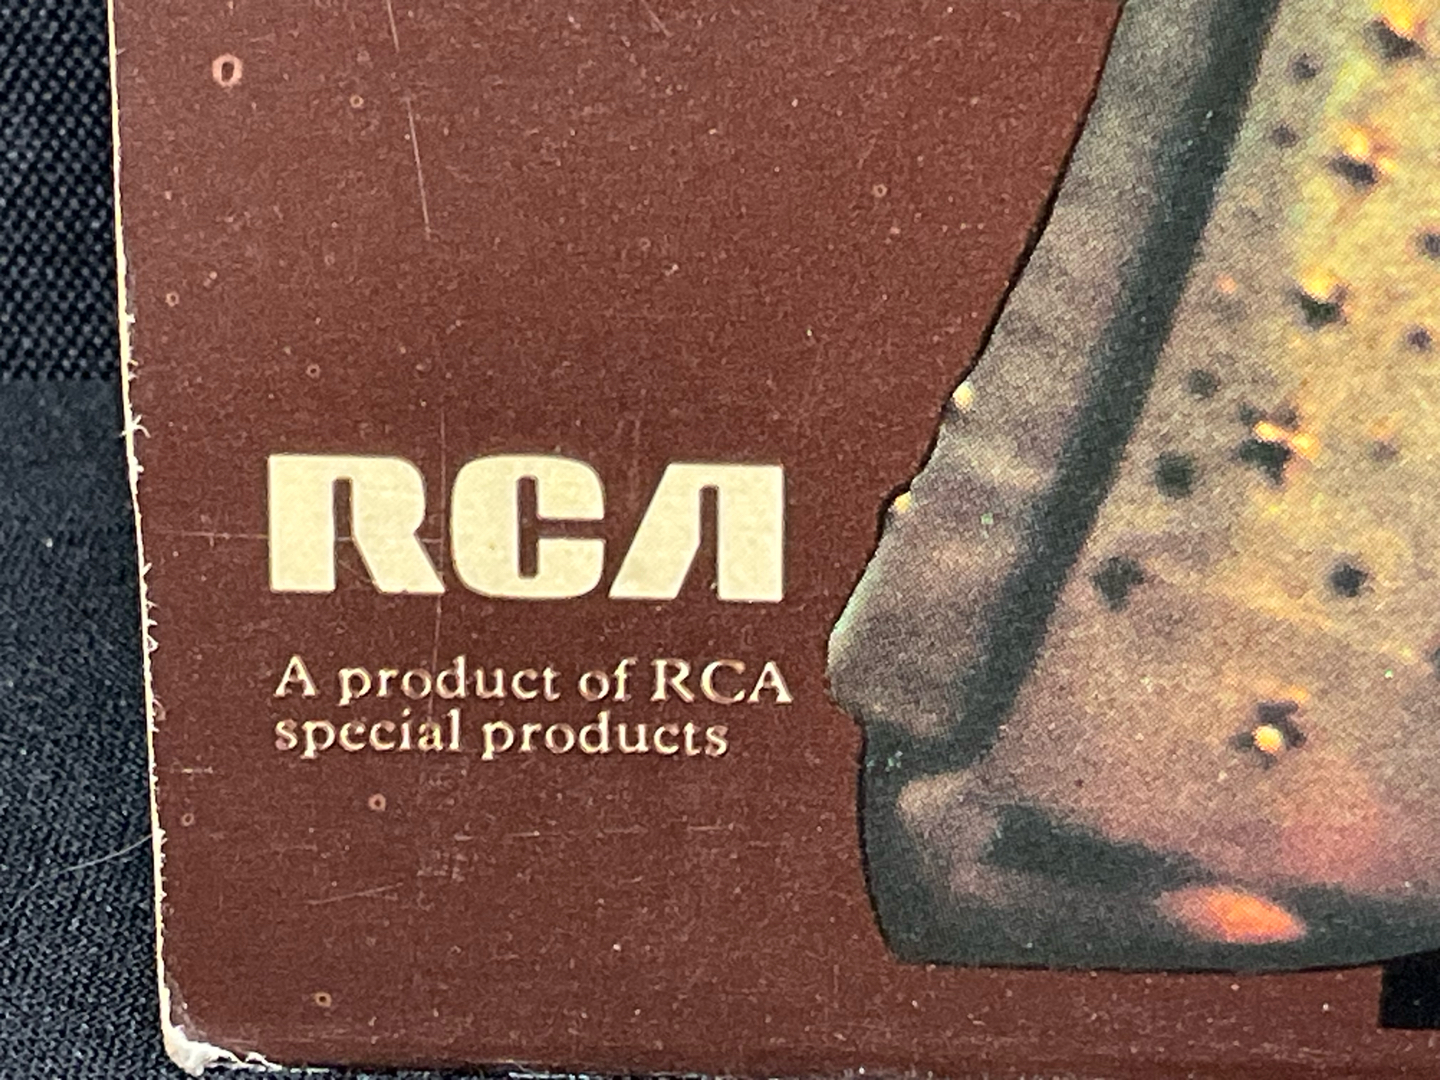 RCA
A product of RCA
special products